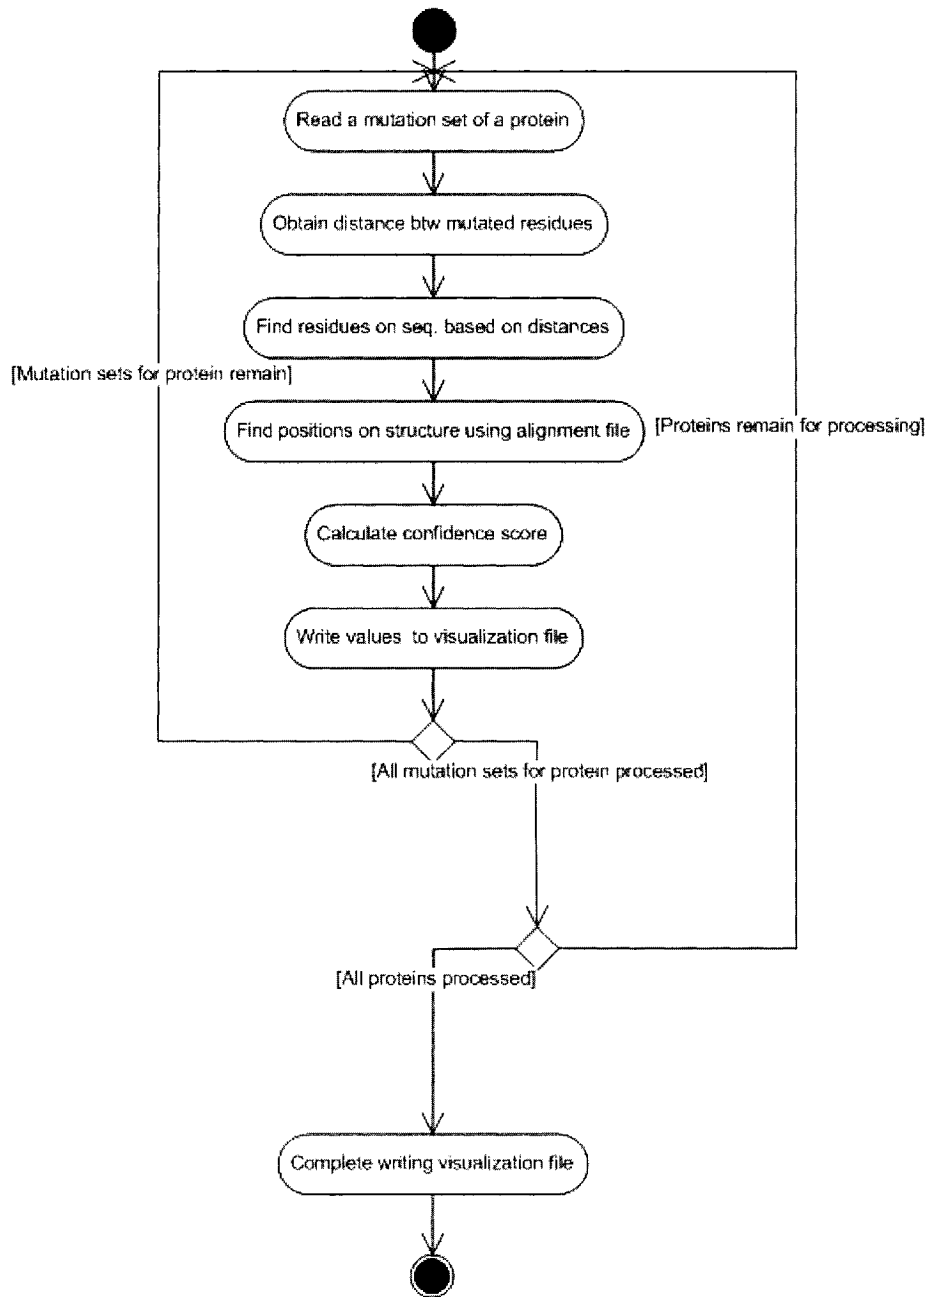 Read a mutation set of a protein
Obtain distance btw mutated residues
Find residues on seq. based on distances
[Mutation sets for protein remain]
Find positions on structure using alignment file
[Proteins remain for processing]
Calculate confidence score
Write values to visualization file
[All mutation sets for protein processed]
[All proteins processed]
Complete writing visualization file